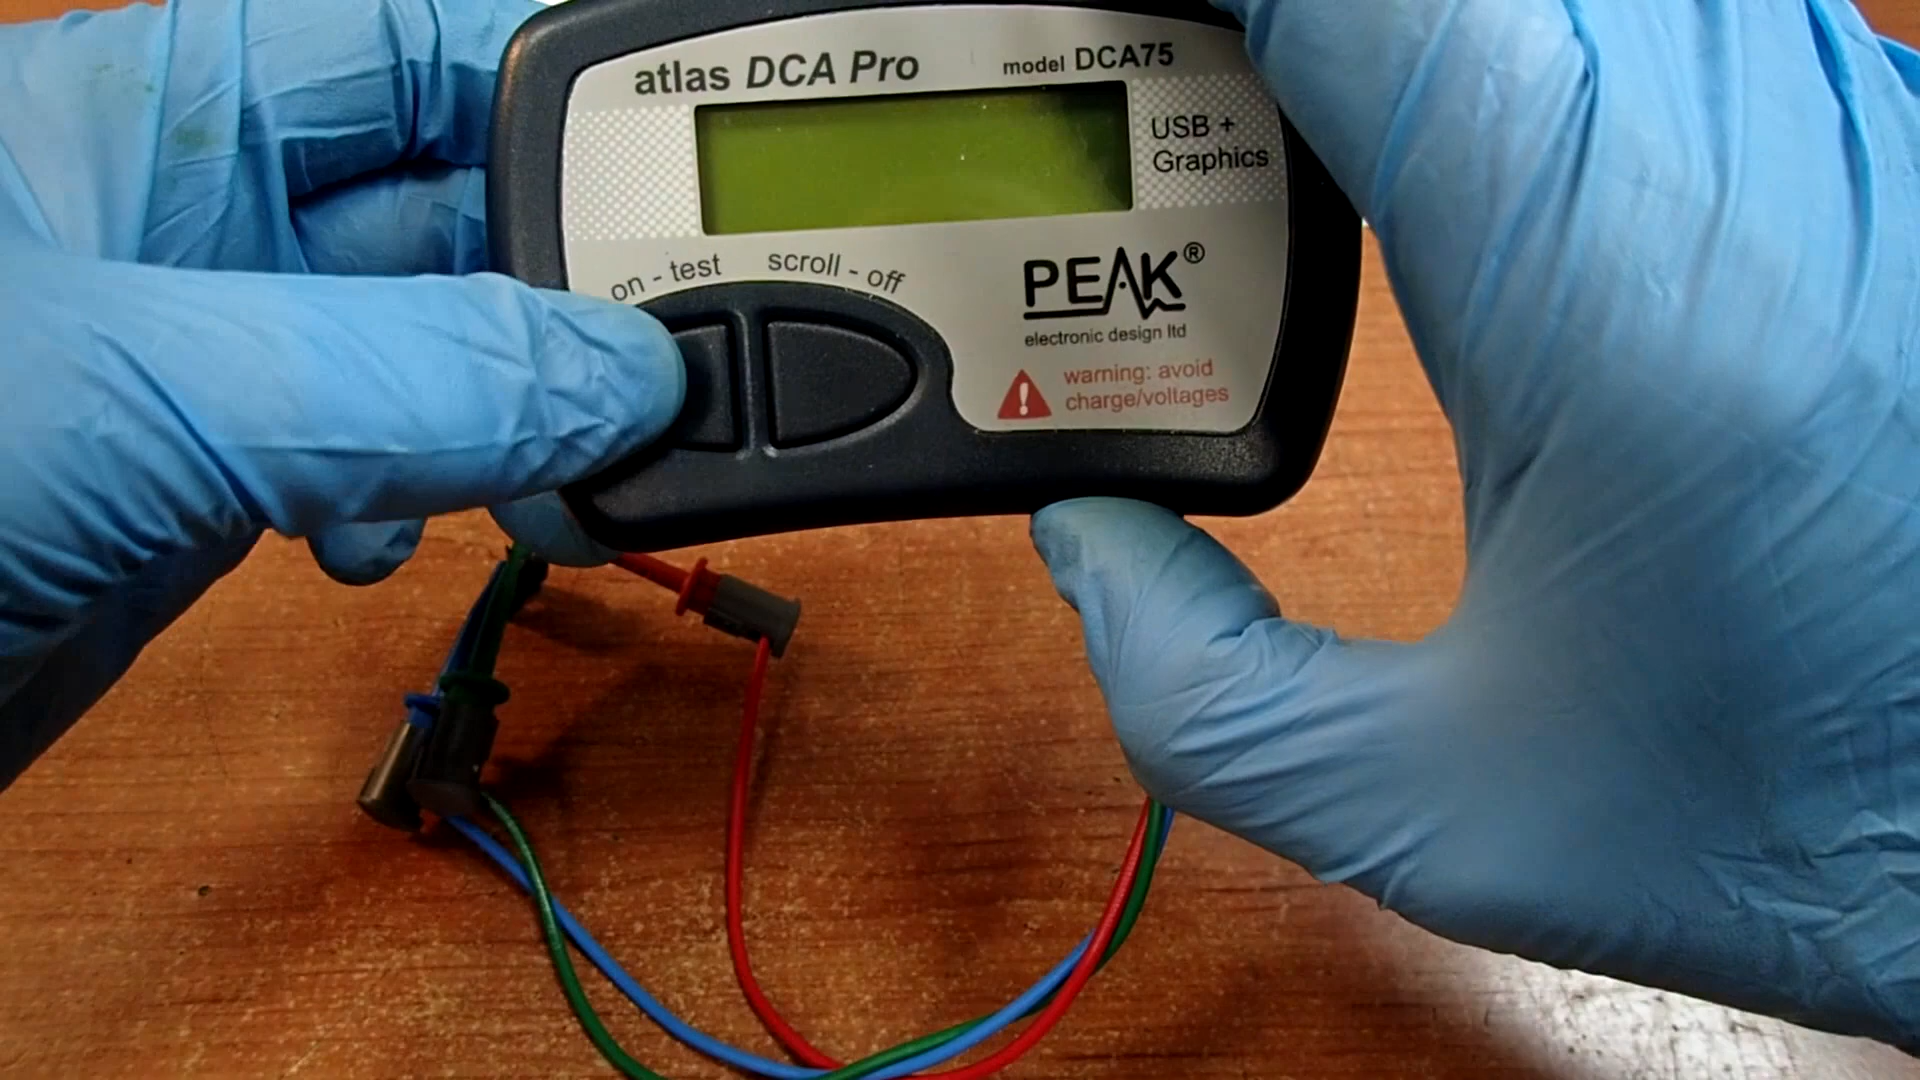 atlas DCA Pro
model DCA75
USB +
Graphics
on - test
scroll - off
PEAK®
electronic design ltd
warning: avoid
charge/voltages